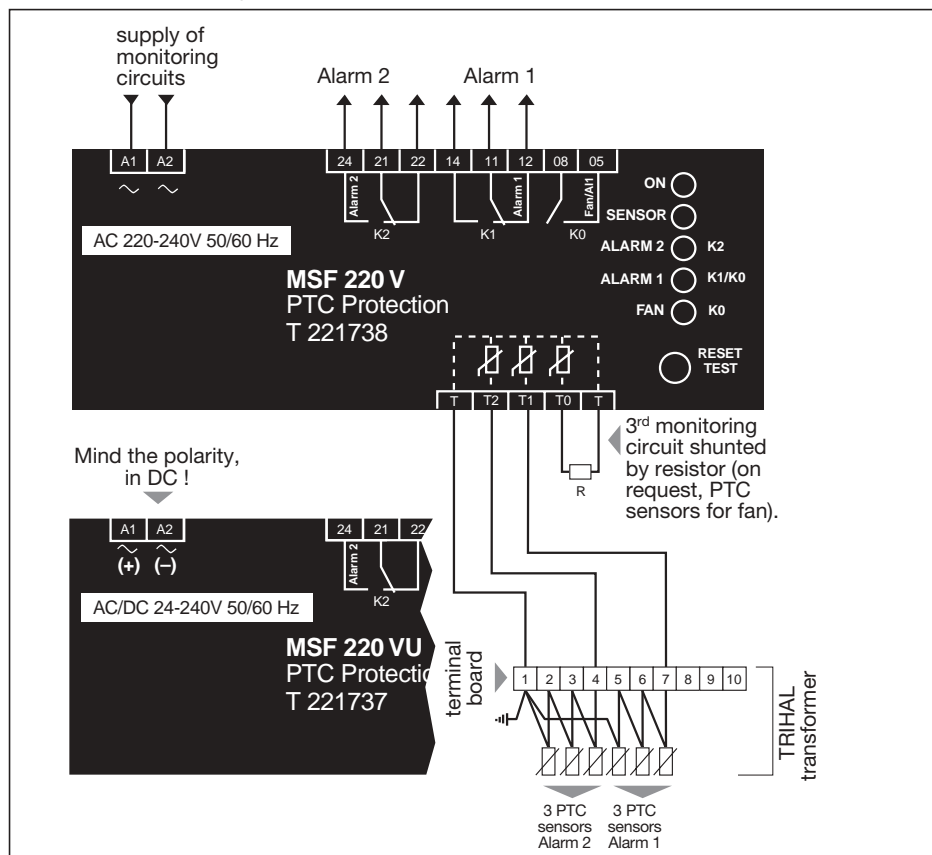 supply of
monitoring
circuits
Alarm 2
Alarm 1
A1 A2
24 21 22 14 11 12 08 05
Alarm 2
Alarm 1
Fan/Al1
K2
K1
K0
AC 220-240V 50/60 Hz
ON
SENSOR
ALARM 2 K2
ALARM 1 K1/K0
FAN K0
RESET
TEST
MSF 220 V
PTC Protection
T 221738
T T2 T1 T0 T
R
3rd monitoring
circuit shunted
by resistor (on
request, PTC
sensors for fan).
Mind the polarity,
in DC !
A1 A2
(+) (–)
24 21 22
Alarm 2
K2
AC/DC 24-240V 50/60 Hz
MSF 220 VU
PTC Protectio
T 221737
terminal
board
1 2 3 4 5 6 7 8 9 10
TRIHAL
transformer
3 PTC
sensors
Alarm 2
3 PTC
sensors
Alarm 1